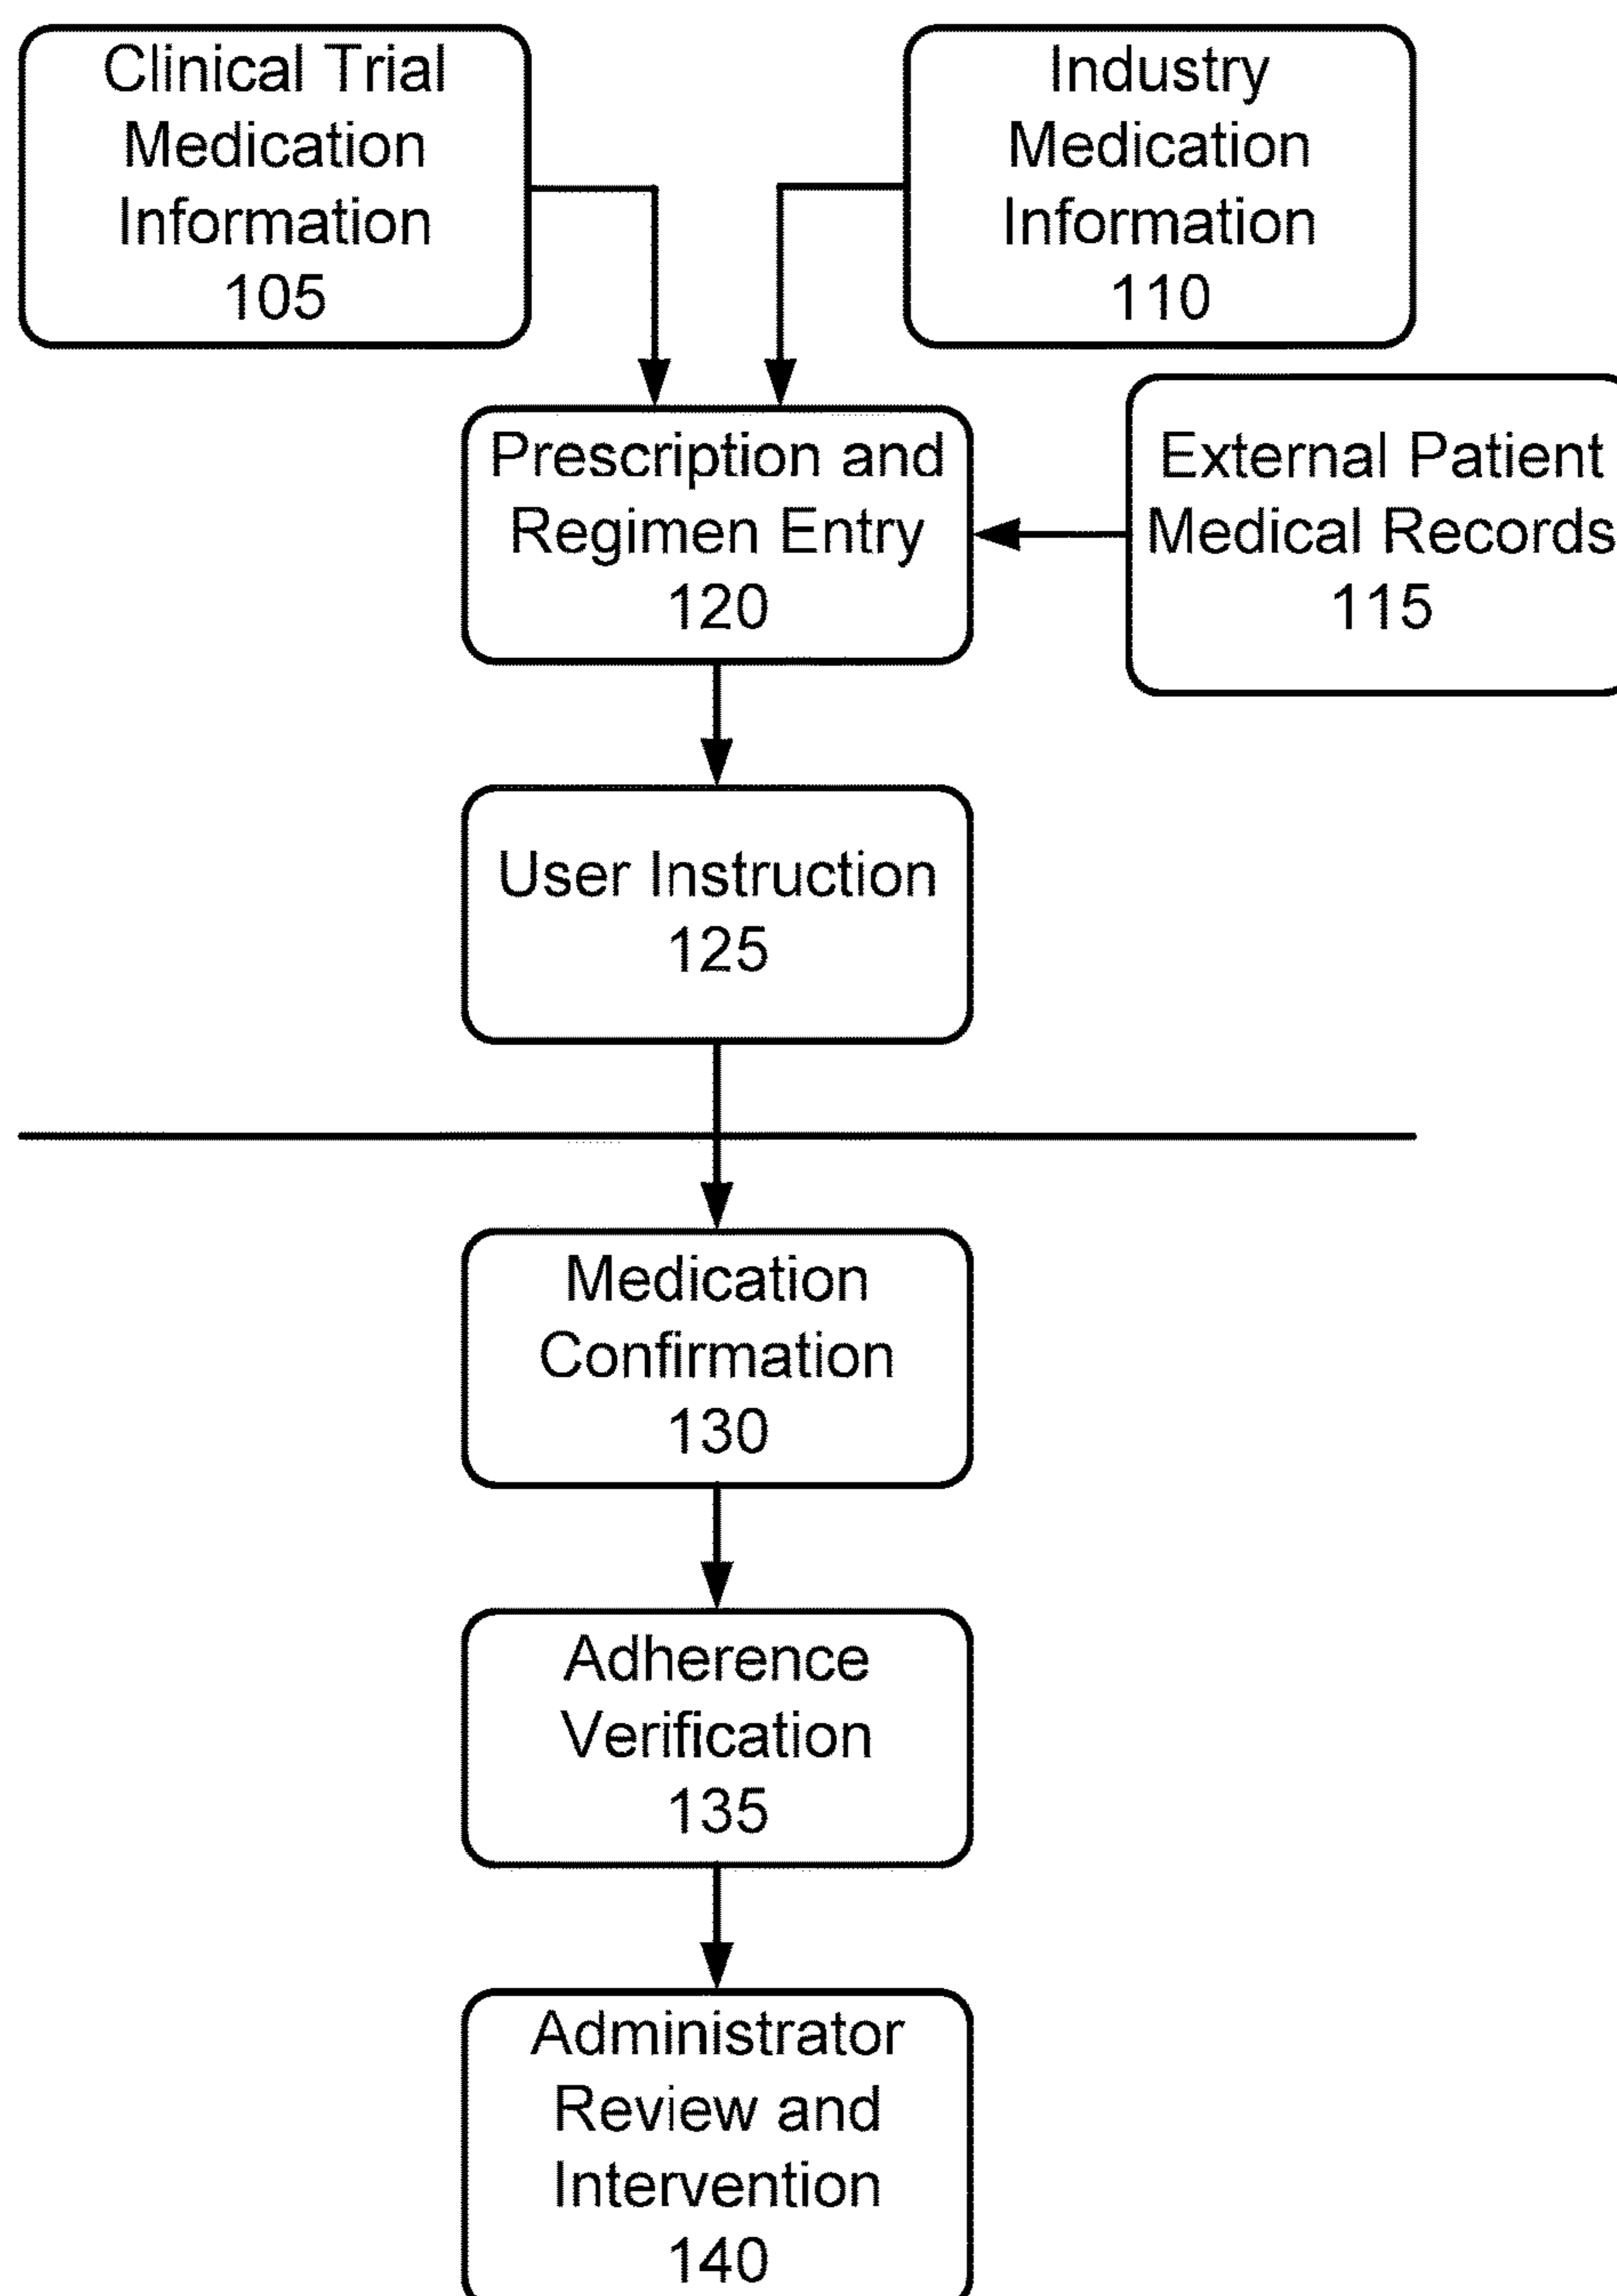 Clinical Trial
Medication
Information
105
Industry
Medication
Information
110
Prescription and
Regimen Entry
120
External Patient
Medical Records
115
User Instruction
125
Medication
Confirmation
130
Adherence
Verification
135
Administrator
Review and
Intervention
140